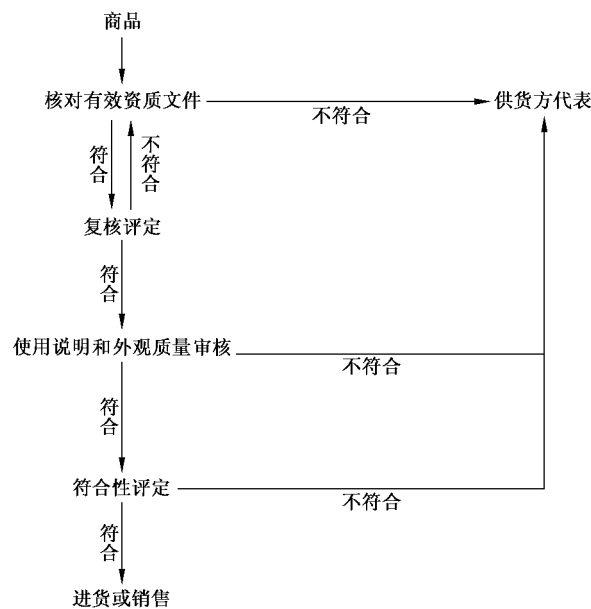 商品
核对有效资质文件
不符合
供货方代表
符合
不符合
复核评定
符合
使用说明和外观质量审核
不符合
符合
符合性评定
不符合
符合
进货或销售